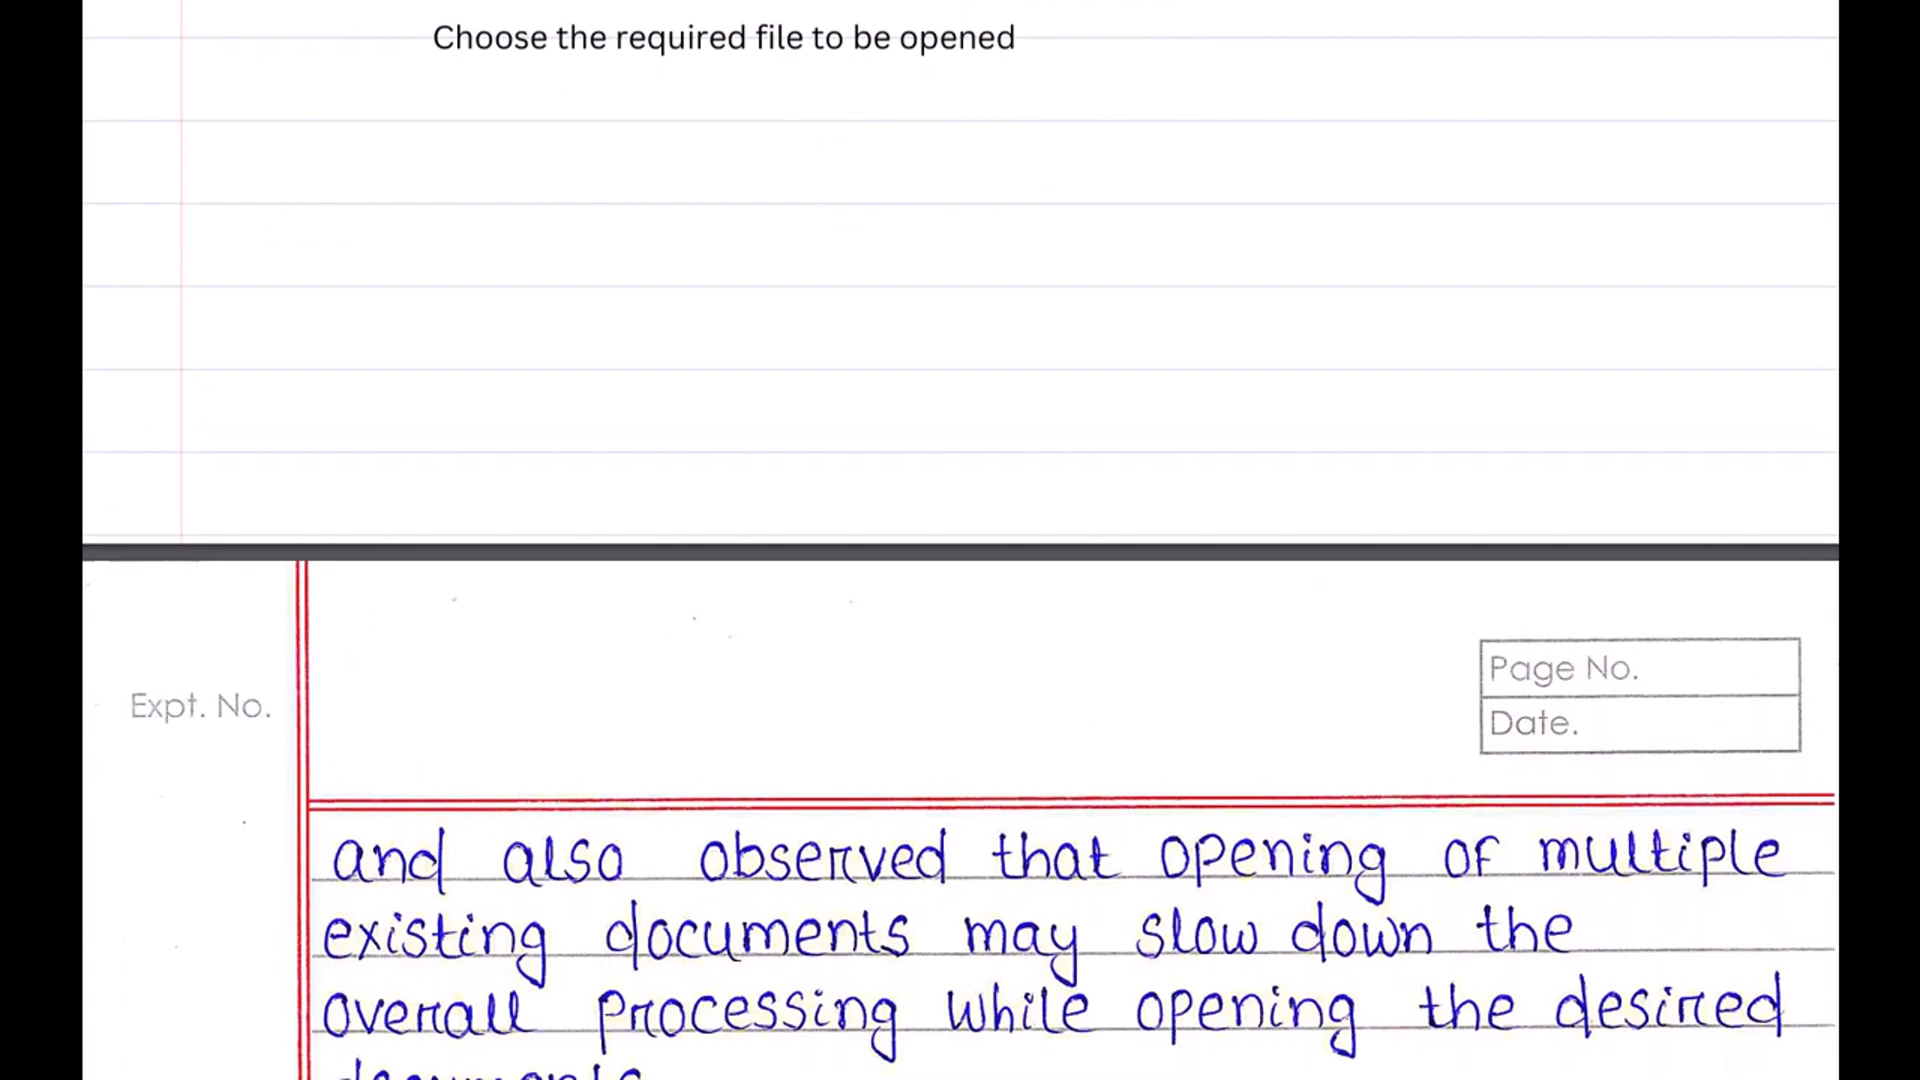 Choose the required file to be opened
Page No.
Expt. No.
Date.
and also observed that opening of multiple
existing documents may slow down the
overall processing while opening the desired
documents